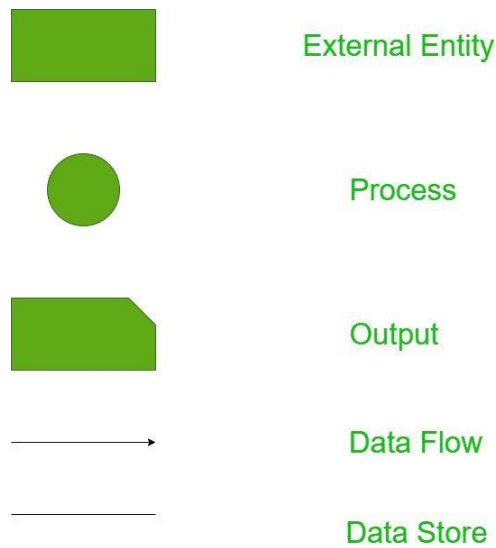 External Entity
Process
Output
Data Flow
Data Store